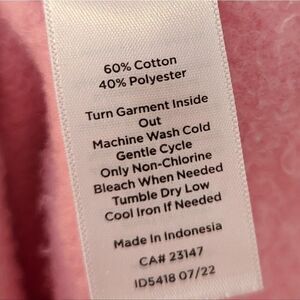 60% Cotton
40% Polyester
Turn Garment Inside
Out
Machine Wash Cold
Gentle Cycle
Only Non-Chlorine
Bleach When Needed
Tumble Dry Low
Cool Iron If Needed
Made In Indonesia
CA# 23147
ID5418 07/22